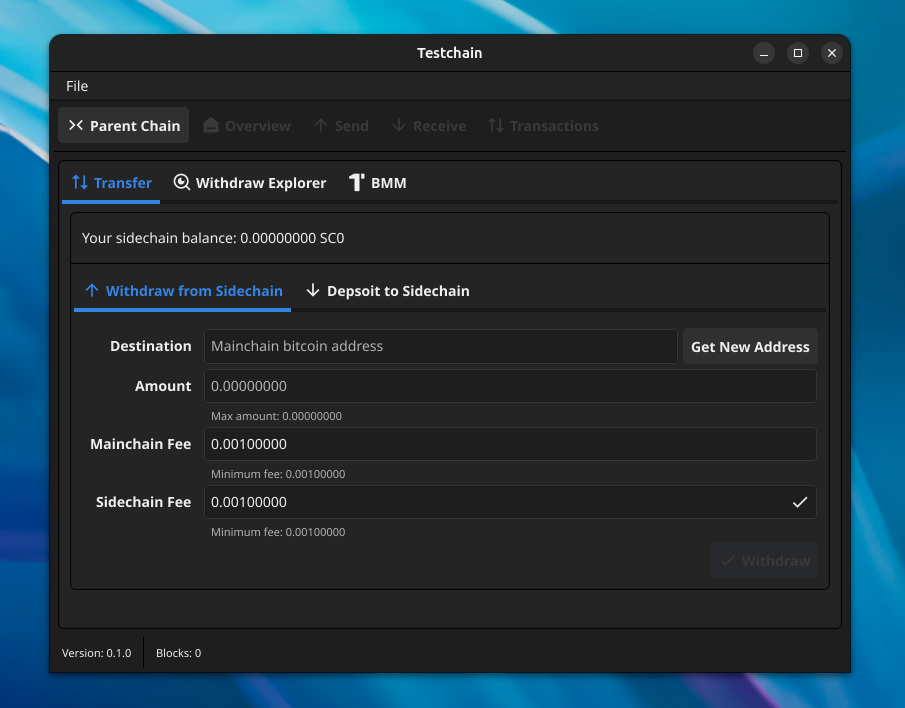 Testchain
File
Parent Chain Overview Send Receive Transactions
Transfer Withdraw Explorer BMM
Your sidechain balance: 0.00000000 SC0
Withdraw from Sidechain Depsoit to Sidechain
Destination Mainchain bitcoin address Get New Address
Amount 0.00000000
Max amount: 0.00000000
Mainchain Fee 0.00100000
Minimum fee: 0.00100000
Sidechain Fee 0.00100000
Minimum fee: 0.00100000
Withdraw
Version: 0.1.0 Blocks: 0